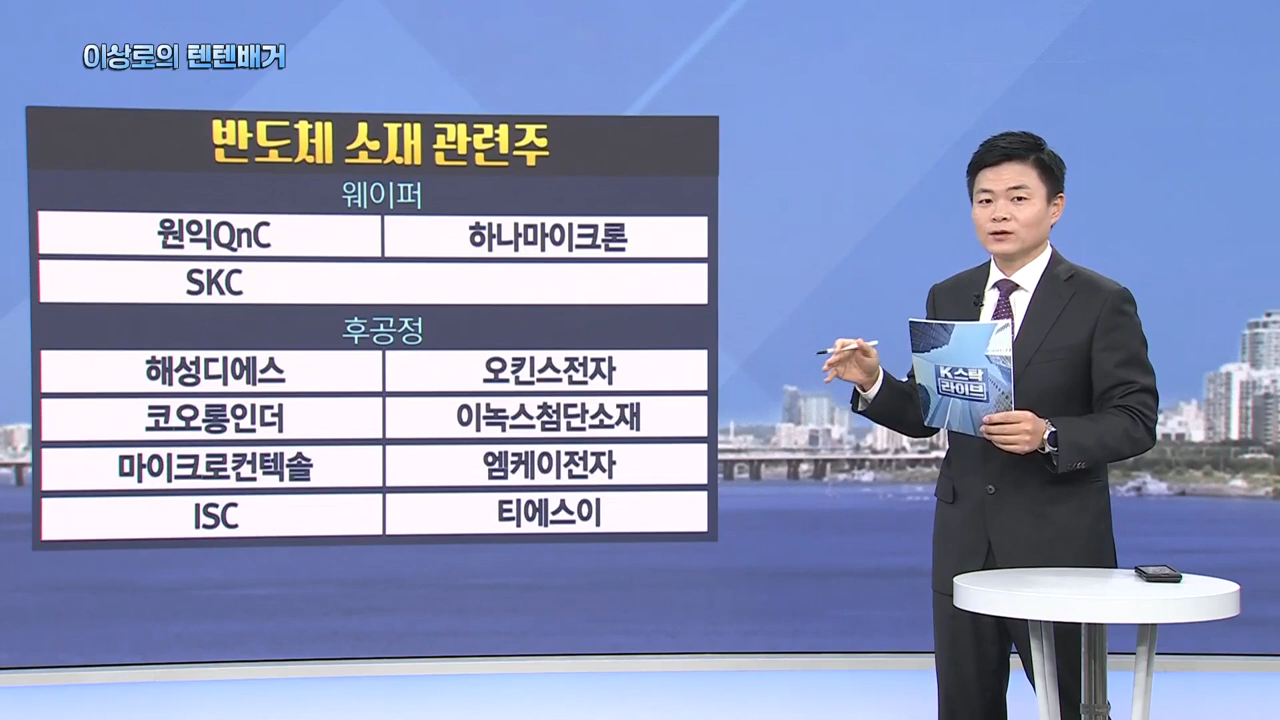 이상로의 텐텐배거
반도체 소재 관련주
웨이퍼
원익QnC 하나마이크론
SKC
후공정
해성디에스 오킨스전자
코오롱인더 이녹스첨단소재
마이크로컨텍솔 엠케이전자
ISC 티에스이
K스탁
라이브